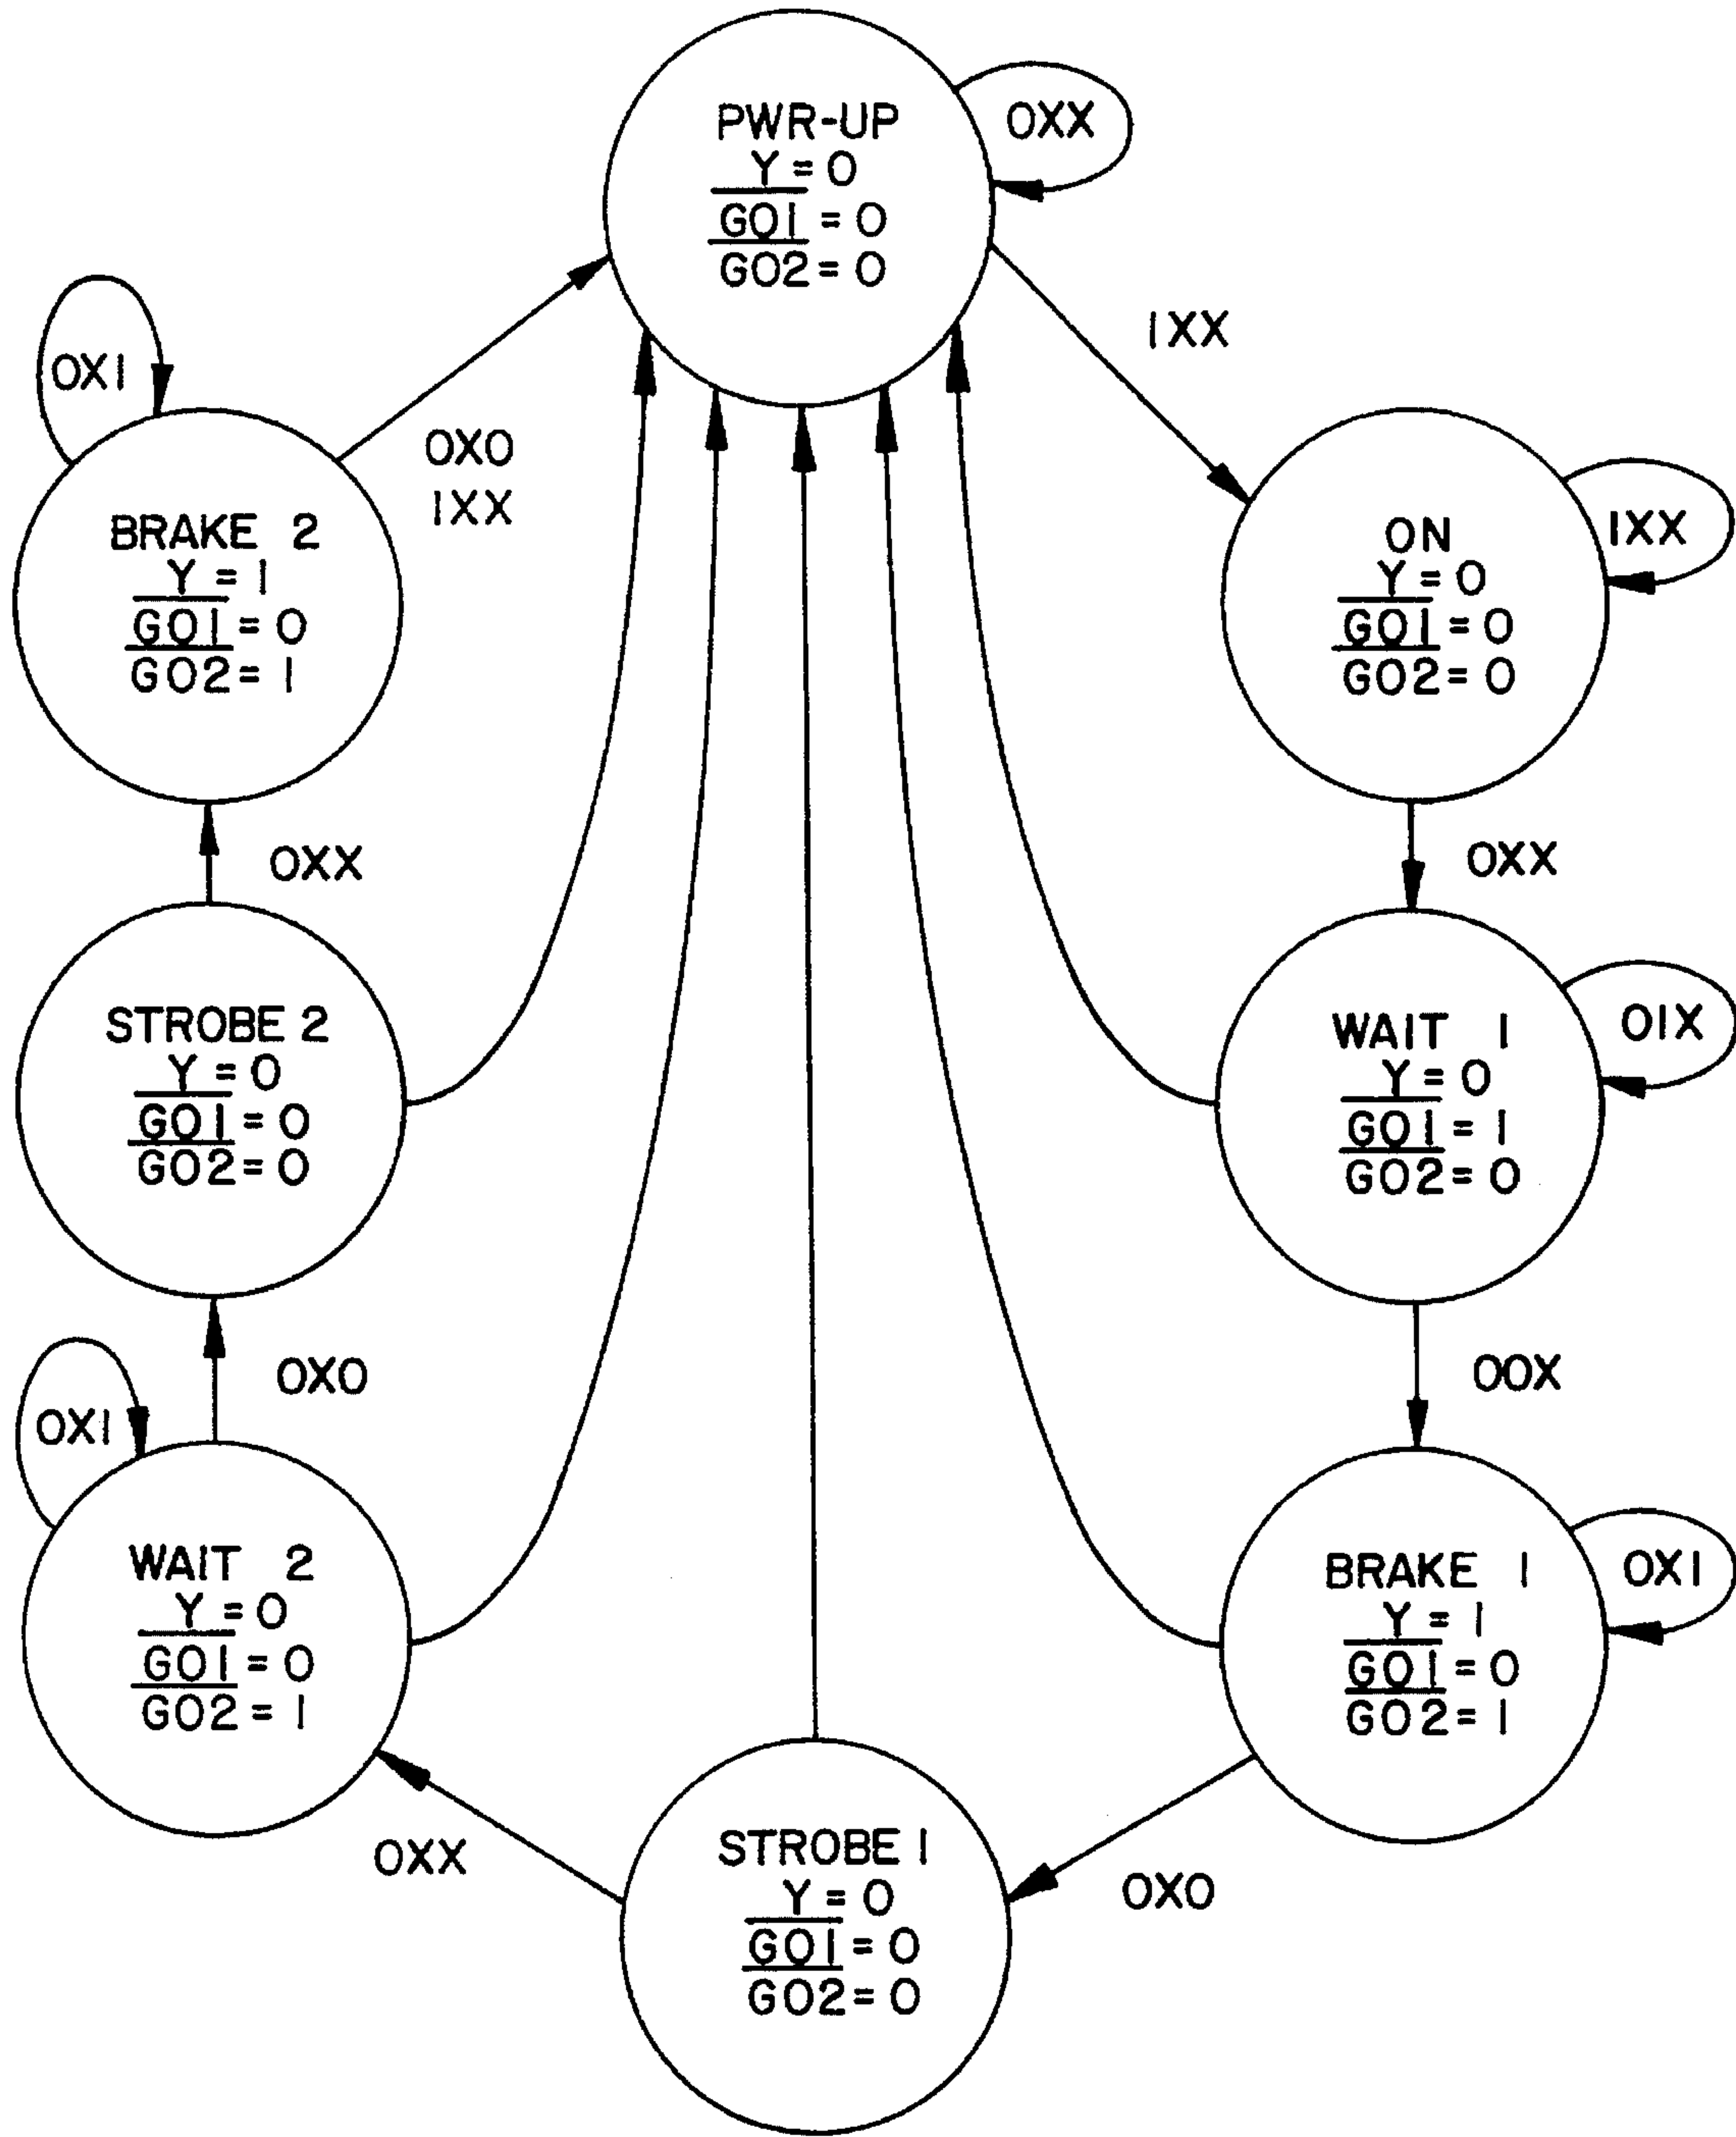 PWR-UP
Y = 0
GO1 = 0
GO2 = 0
0XX
1XX
0X1
0X0
1XX
BRAKE 2
Y = 1
GO1 = 0
GO2 = 1
ON
Y = 0
GO1 = 0
GO2 = 0
1XX
0XX
0XX
STROBE 2
Y = 0
GO1 = 0
GO2 = 0
WAIT 1
Y = 0
GO1 = 1
GO2 = 0
01X
0X0
00X
0X1
WAIT 2
Y = 0
GO1 = 0
GO2 = 1
BRAKE 1
Y = 1
GO1 = 0
GO2 = 1
0X1
0XX
0X0
STROBE 1
Y = 0
GO1 = 0
GO2 = 0